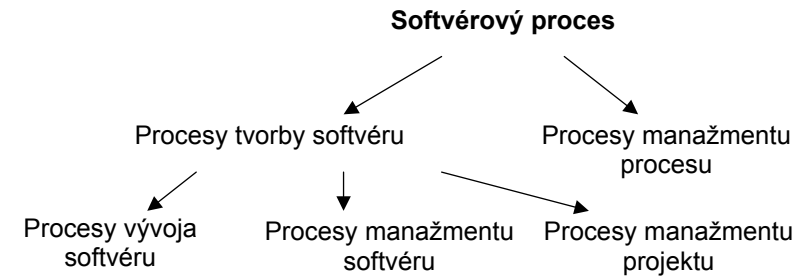 Softvérový proces
Procesy tvorby softvéru
Procesy manažmentu
procesu
Procesy vývoja
softvéru
Procesy manažmentu
softvéru
Procesy manažmentu
projektu